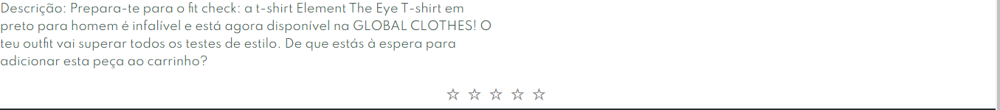 Descrição: Prepara-te para o fit check: a t-shirt Element The Eye T-shirt em
preto para homem é infalível e está agora disponível na GLOBAL CLOTHES! O
teu outfit vai superar todos os testes de estilo. De que estás à espera para
adicionar esta peça ao carrinho?